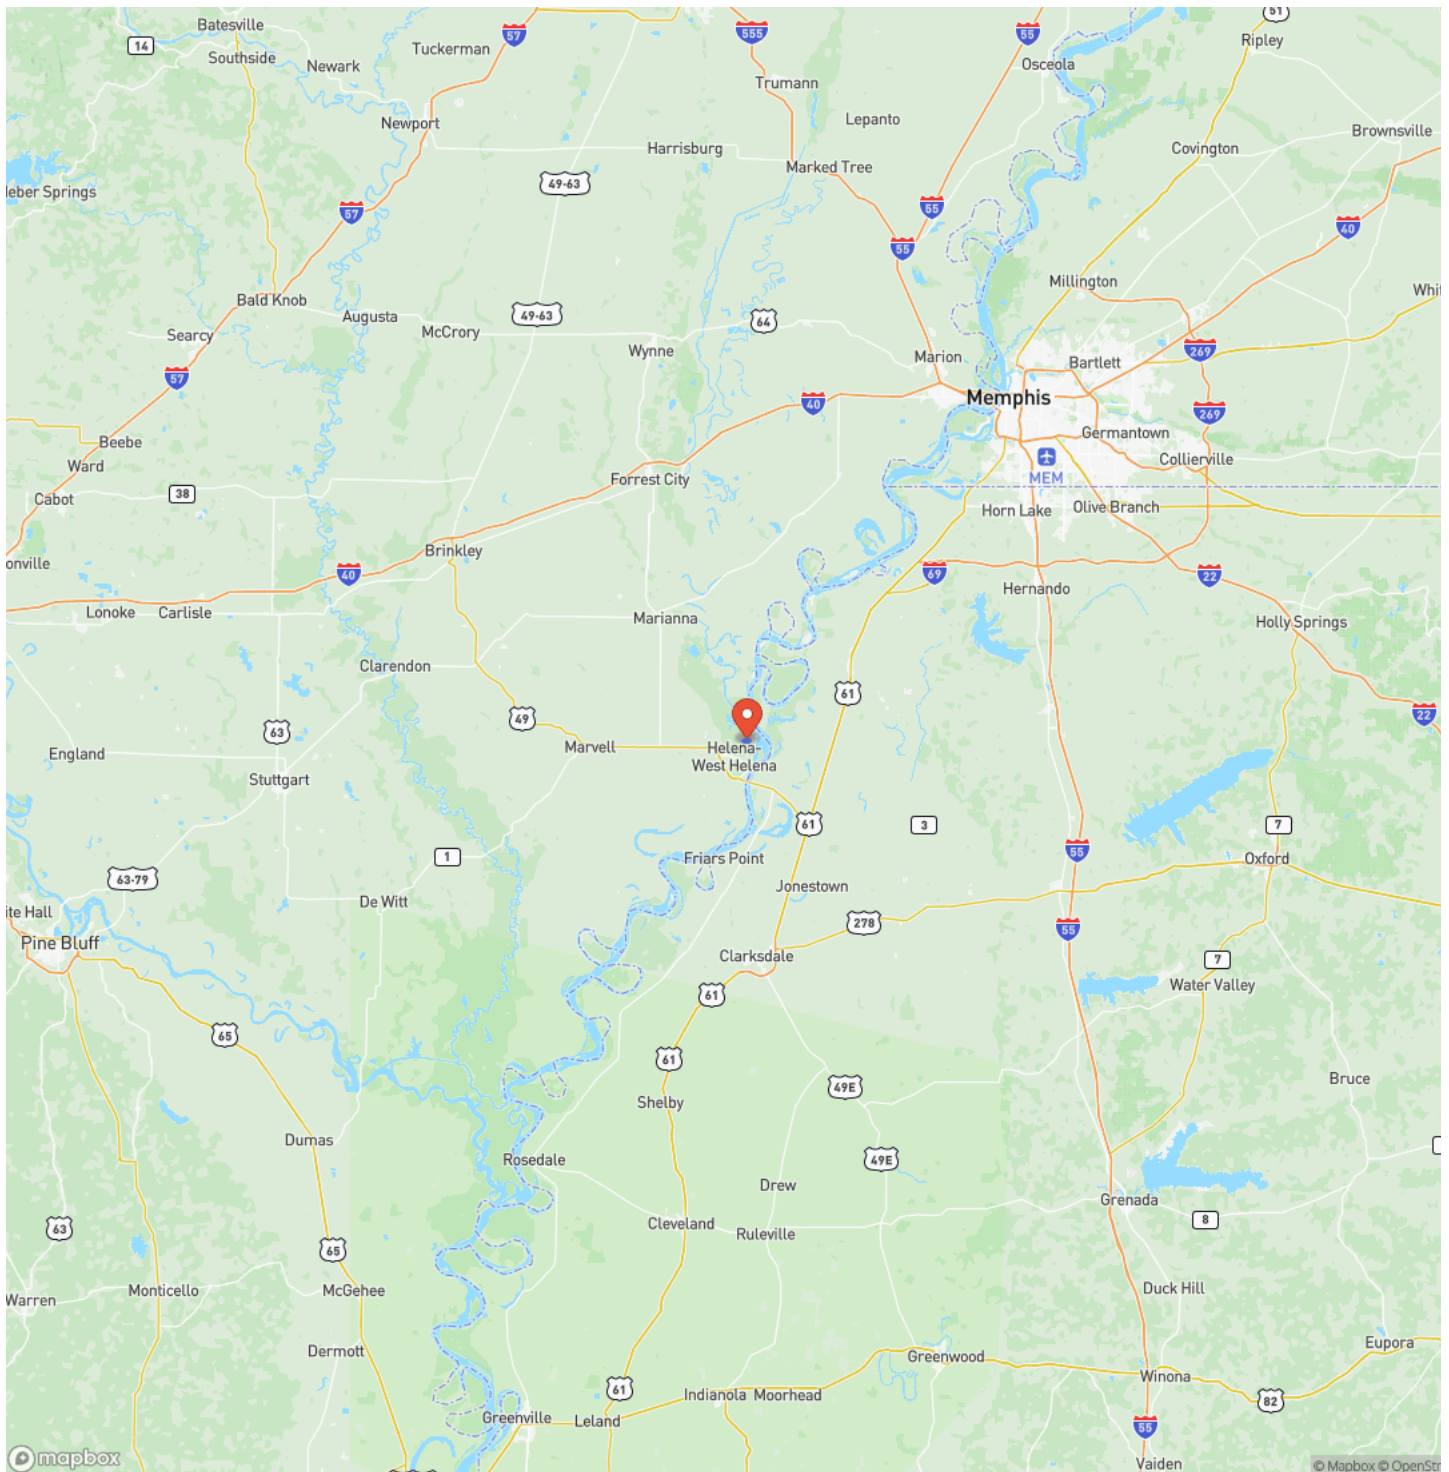 Batesville
51
14
57
555
55
Tuckerman
Southside
Ripley
Newark
Osceola
Trumann
Newport
Lepanto
Brownsville
Harrisburg
Covington
Marked Tree
49-63
eber Springs
57
55
40
55
Millington
Whit
Bald Knob
Augusta
49-63
64
McCrory
Searcy
Wynne
269
Marion
Bartlett
57
Memphis
40
269
Beebe
Germantown
Ward
MEM
Collierville
Forrest City
38
Cabot
Horn Lake
Olive Branch
Brinkley
onville
40
69
22
Hernando
Lonoke
Carlisle
Marianna
Holly Springs
Clarendon
61
22
49
63
England
Marvell
Helena-
West Helena
Stuttgart
61
3
7
1
55
Friars Point
Oxford
63-79
Jonestown
De Witt
ite Hall
278
55
Pine Bluff
Clarksdale
7
Water Valley
61
65
61
49E
Bruce
Shelby
Dumas
Rosedale
49E
Drew
Grenada
63
Cleveland
8
Ruleville
65
Monticello
McGehee
Duck Hill
Warren
Eupora
Dermott
Greenwood
Winona
61
Indianola
Moorhead
82
Greenville
Leland
55
mapbox
Vaiden
© Mapbox © OpenStr